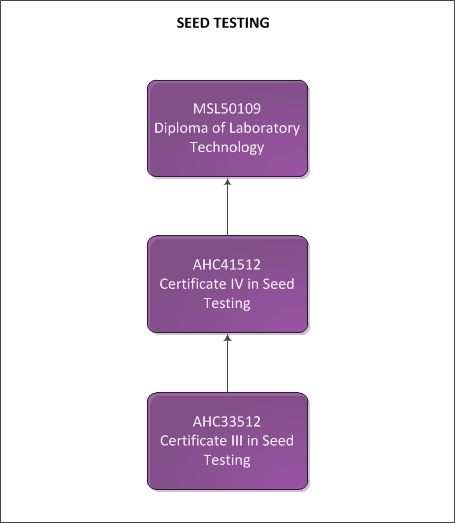 SEED TESTING
MSL50109
Diploma of Laboratory
Technology
AHC41512
Certificate IV in Seed
Testing
AHC33512
Certificate III in Seed
Testing